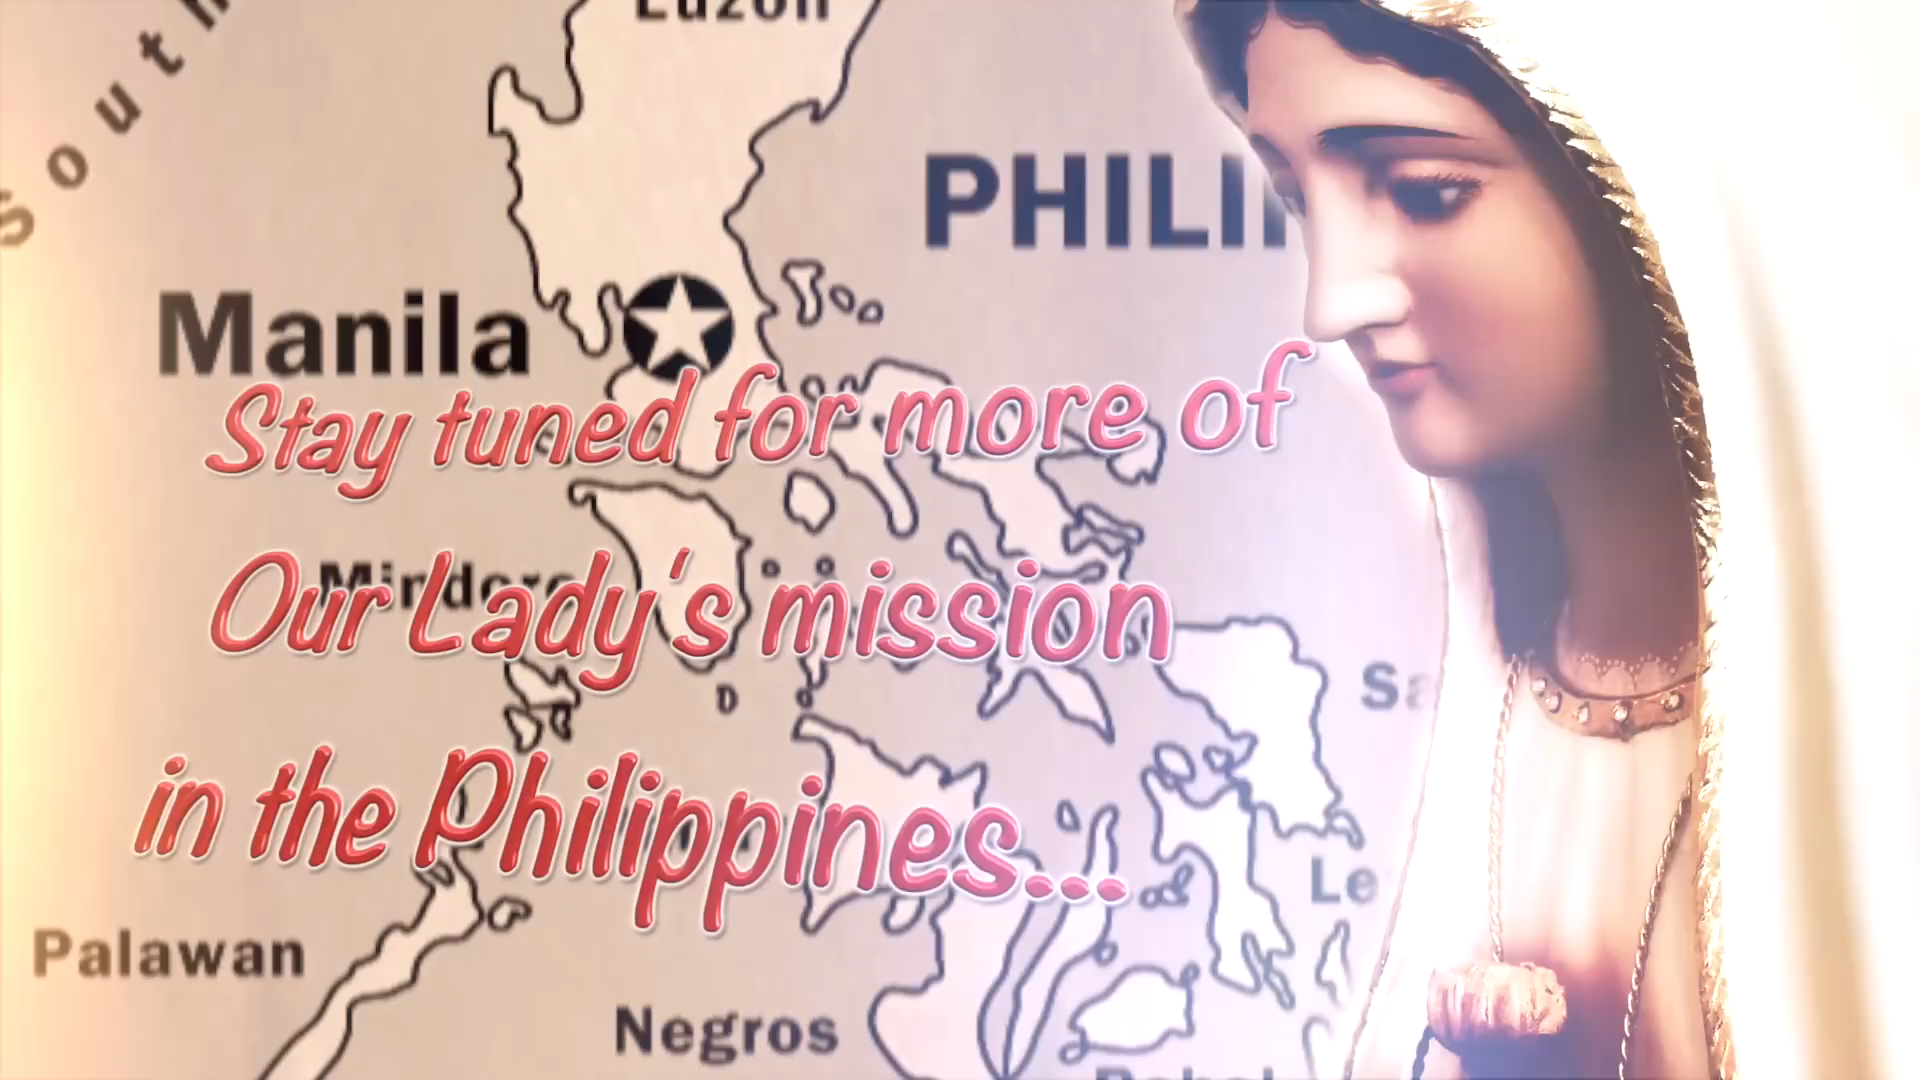 Luzon
South
PHILI
Manila
Stay tuned for more of
Mindoro
Our Lady's mission
Sa
in the Philippines...
Le
Palawan
Negros